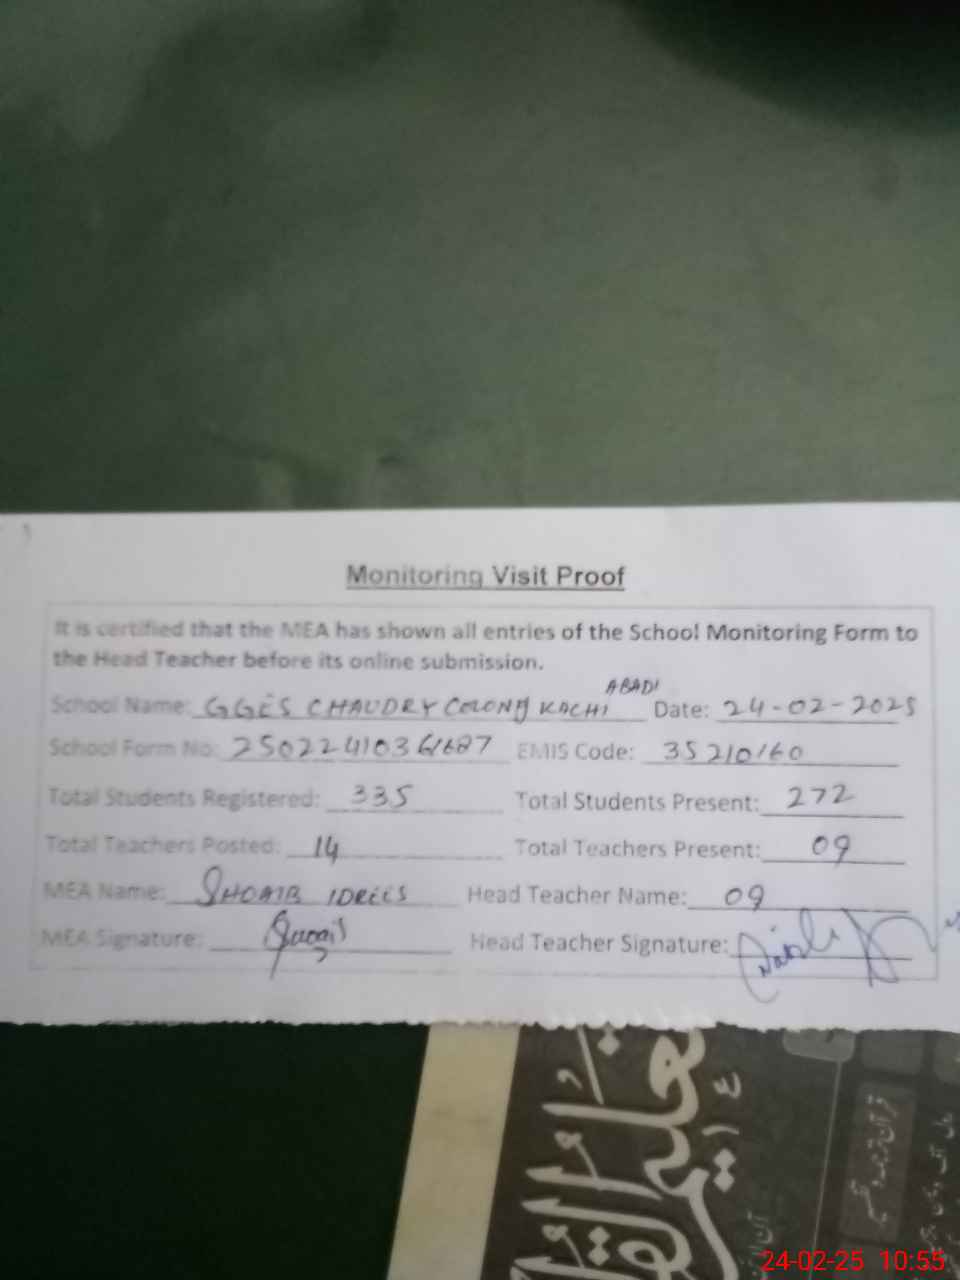 Monitoring Visit Proof
It is certified that the MEA has shown all entries of the School Monitoring Form to
the Head Teacher before its online submission.
School Name: GGES CHAUDRY COLONY KACHI ABADI Date: 24-02-2025
School Form No: EMIS Code: 35210160
Total Students Registered: 335 Total Students Present: 272
Total Teachers Posted: 14 Total Teachers Present: 09
MEA Name: SHOAIB IDREES Head Teacher Name: 09
MEA Signature: Head Teacher Signature:
24-02-25 10:55